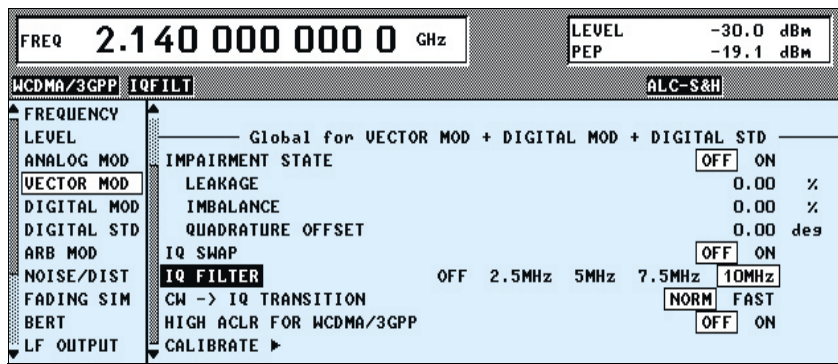 FREQ 2.140 000 000 0 GHz
LEVEL -30.0 dBm
PEP -19.1 dBm
WCDMA/3GPP IQFILT ALC-S&H
FREQUENCY
LEVEL
ANALOG MOD
VECTOR MOD
DIGITAL MOD
DIGITAL STD
ARB MOD
NOISE/DIST
FADING SIM
BERT
LF OUTPUT
Global for VECTOR MOD + DIGITAL MOD + DIGITAL STD
IMPAIRMENT STATE OFF ON
LEAKAGE 0.00 %
IMBALANCE 0.00 %
QUADRATURE OFFSET 0.00 deg
IQ SWAP OFF ON
IQ FILTER OFF 2.5MHz 5MHz 7.5MHz 10MHz
CW -> IQ TRANSITION NORM FAST
HIGH ACLR FOR WCDMA/3GPP OFF ON
CALIBRATE ▶